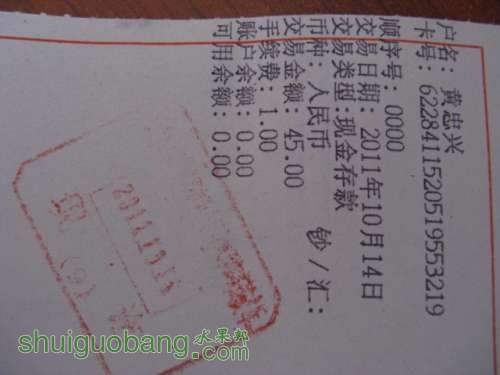 户名: 黄忠兴
卡号: 6228411520519553219
顺序号: 0000
交易日期: 2011年10月14日
交易类型:现金存款
币种: 人民币 钞/汇:
交易金额: 45.00
手续费: 1.00
账户余额: 0.00
可用余额: 0.00
shuiguobang.com
水果邦